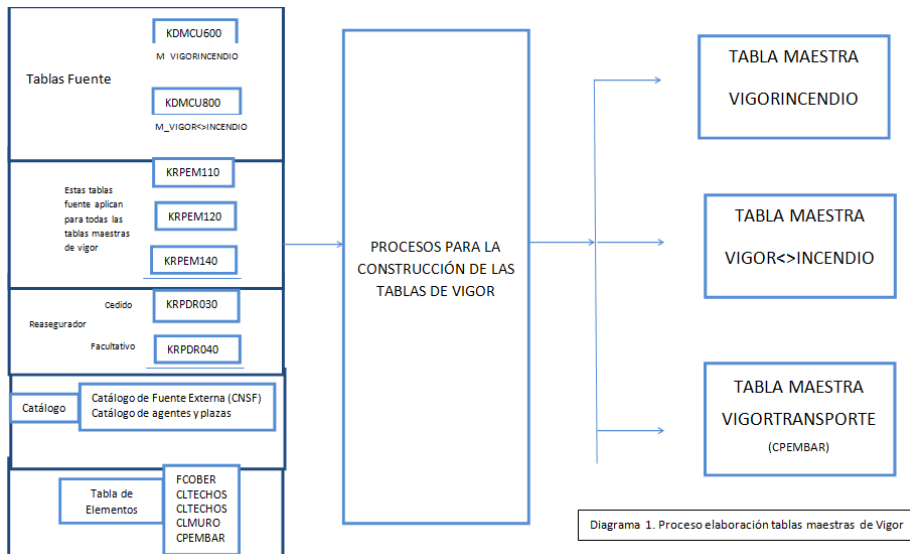 Tablas Fuente
KDMCU600
M_VIGORINCENDIO
KDMCU800
M_VIGOR<>INCENDIO
Estas tablas
fuente aplican
para todas las
tablas maestras
de vigor
KRPEM110
KRPEM120
KRPEM140
Reasegurador
Cedido
KRPDR030
Facultativo
KRPDR040
Catálogo
Catálogo de Fuente Externa (CNSF)
Catálogo de agentes y plazas
Tabla de
Elementos
FCOBER
CLTECHOS
CLTECHOS
CLMURO
CPEMBAR
PROCESOS PARA LA
CONSTRUCCIÓN DE LAS
TABLAS DE VIGOR
TABLA MAESTRA
VIGORINCENDIO
TABLA MAESTRA
VIGOR<>INCENDIO
TABLA MAESTRA
VIGORTRANSPORTE
(CPEMBAR)
Diagrama 1. Proceso elaboración tablas maestras de Vigor